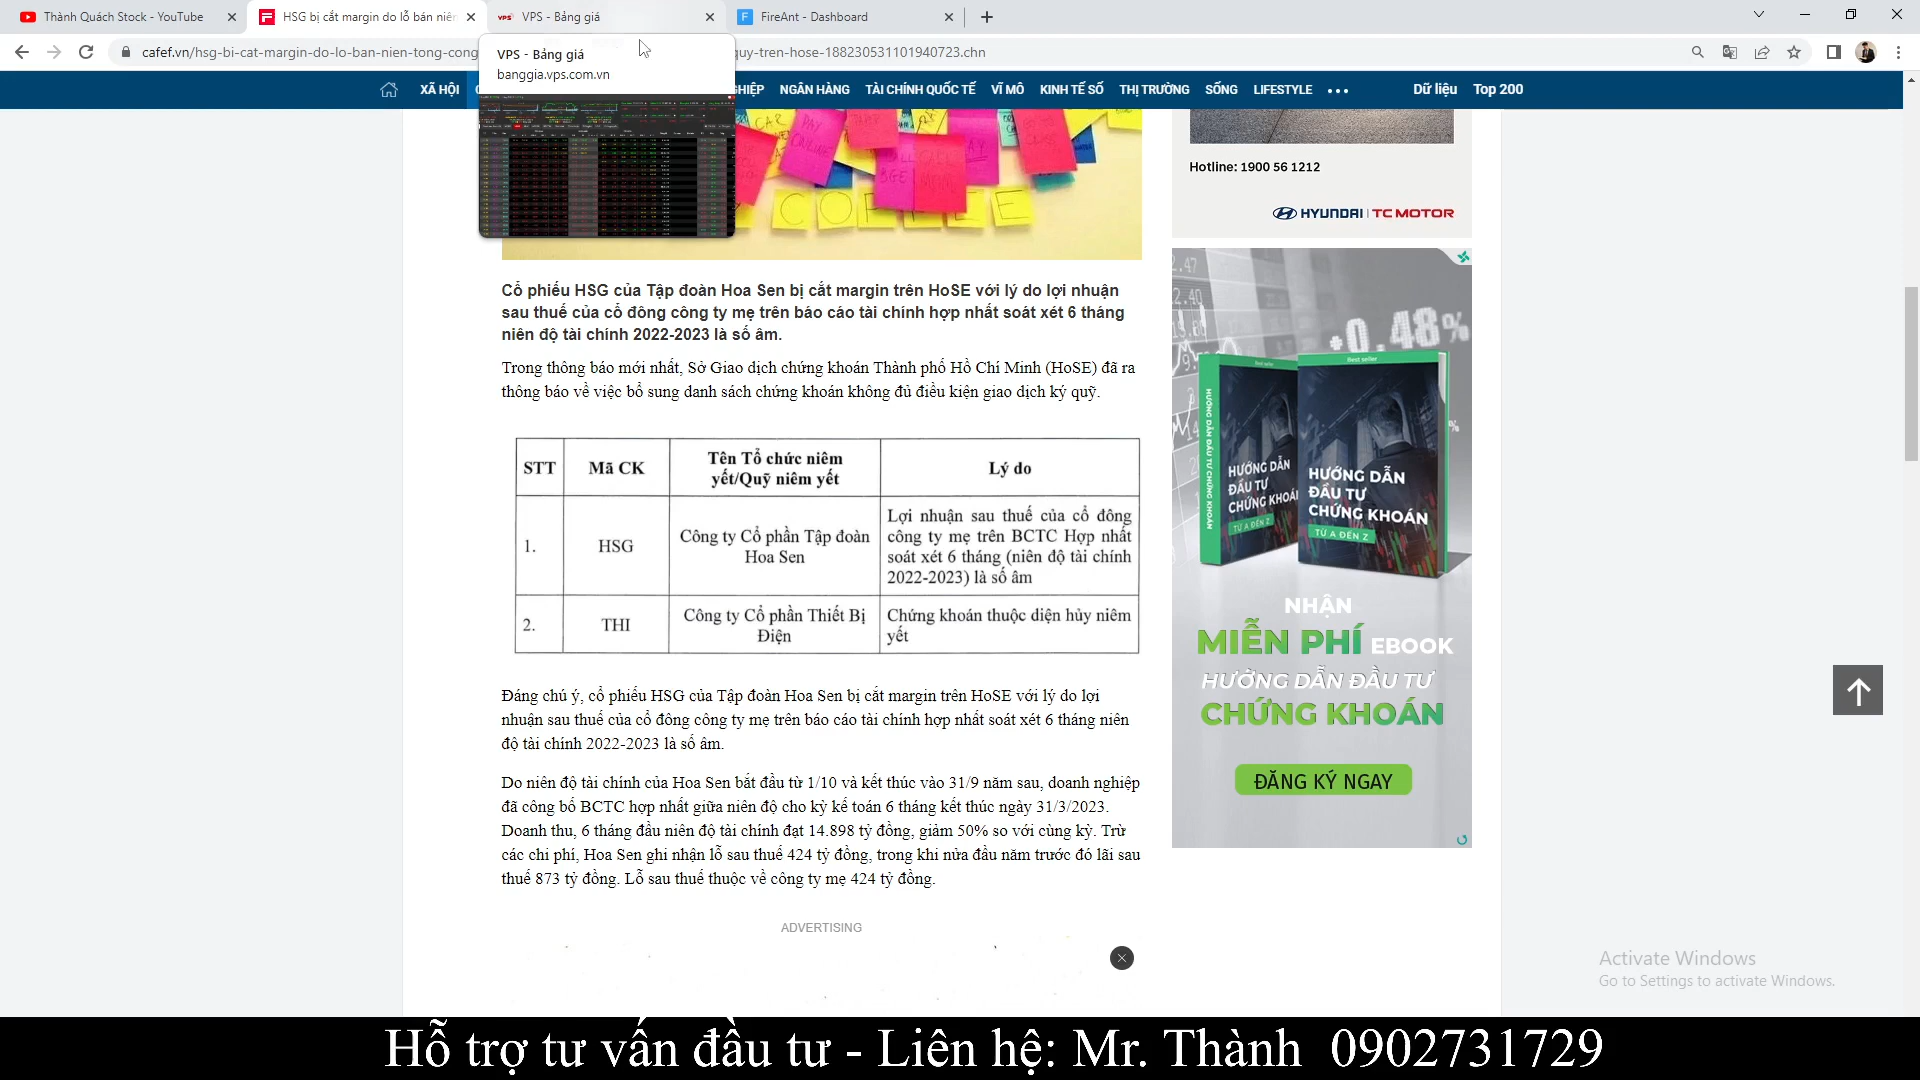 Thành Quách Stock - YouTube
HSG bị cắt margin do lỗ bán niên
VPS - Bảng giá
FireAnt - Dashboard
cafef.vn/hsg-bi-cat-margin-do-lo-ban-nien-tong-cong
quy-tren-hose-188230531101940723.chn
VPS - Bảng giá
banggia.vps.com.vn
XÃ HỘI
NGÂN HÀNG
TÀI CHÍNH QUỐC TẾ
VĨ MÔ
KINH TẾ SỐ
THỊ TRƯỜNG
SỐNG
LIFESTYLE
Dữ liệu
Top 200
Hotline: 1900 56 1212
HYUNDAI | TC MOTOR
Cổ phiếu HSG của Tập đoàn Hoa Sen bị cắt margin trên HoSE với lý do lợi nhuận
sau thuế của cổ đông công ty mẹ trên báo cáo tài chính hợp nhất soát xét 6 tháng
niên độ tài chính 2022-2023 là số âm.
Trong thông báo mới nhất, Sở Giao dịch chứng khoán Thành phố Hồ Chí Minh (HoSE) đã ra
thông báo về việc bổ sung danh sách chứng khoán không đủ điều kiện giao dịch ký quỹ.
STT
Mã CK
Tên Tổ chức niêm
yết/Quỹ niêm yết
Lý do
1.
HSG
Công ty Cổ phần Tập đoàn
Hoa Sen
Lợi nhuận sau thuế của cổ đông
công ty mẹ trên BCTC Hợp nhất
soát xét 6 tháng (niên độ tài chính
2022-2023) là số âm
2.
THI
Công ty Cổ phần Thiết Bị
Điện
Chứng khoán thuộc diện hủy niêm
yết
Đáng chú ý, cổ phiếu HSG của Tập đoàn Hoa Sen bị cắt margin trên HoSE với lý do lợi
nhuận sau thuế của cổ đông công ty mẹ trên báo cáo tài chính hợp nhất soát xét 6 tháng niên
độ tài chính 2022-2023 là số âm.
Do niên độ tài chính của Hoa Sen bắt đầu từ 1/10 và kết thúc vào 31/9 năm sau, doanh nghiệp
đã công bố BCTC hợp nhất giữa niên độ cho kỳ kế toán 6 tháng kết thúc ngày 31/3/2023.
Doanh thu, 6 tháng đầu niên độ tài chính đạt 14.898 tỷ đồng, giảm 50% so với cùng kỳ. Trừ
các chi phí, Hoa Sen ghi nhận lỗ sau thuế 424 tỷ đồng, trong khi nửa đầu năm trước đó lãi sau
thuế 873 tỷ đồng. Lỗ sau thuế thuộc về công ty mẹ 424 tỷ đồng.
ADVERTISING
+0.48%
Best seller
HƯỚNG DẪN
ĐẦU TƯ
CHỨNG KHOÁN
TỪ A ĐẾN Z
HƯỚNG DẪN ĐẦU TƯ CHỨNG KHOÁN
HƯỚNG DẪN
ĐẦU TƯ
CHỨNG KHOÁN
TỪ A ĐẾN Z
NHẬN
MIỄN PHÍ EBOOK
HƯỚNG DẪN ĐẦU TƯ
CHỨNG KHOÁN
ĐĂNG KÝ NGAY
Activate Windows
Go to Settings to activate Windows.
Hỗ trợ tư vấn đầu tư - Liên hệ: Mr. Thành 0902731729